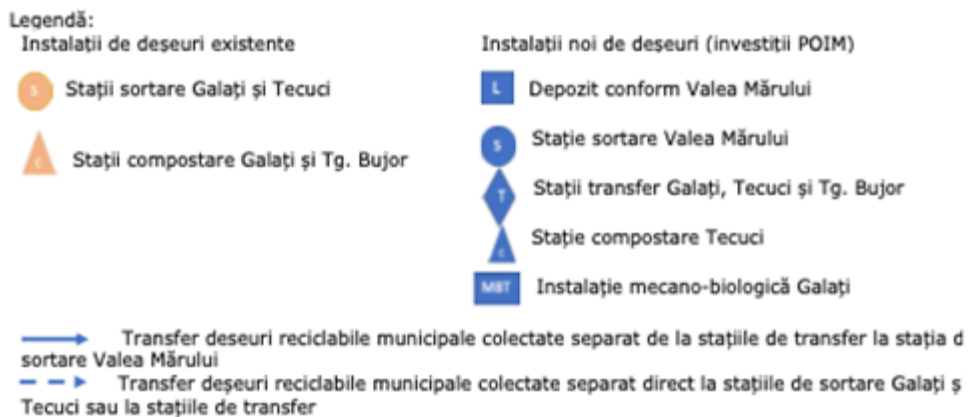 Legendă:
Instalații de deșeuri existente
S Stații sortare Galați și Tecuci
C Stații compostare Galați și Tg. Bujor
Instalații noi de deșeuri (investiții POIM)
L Depozit conform Valea Mărului
S Stație sortare Valea Mărului
T Stații transfer Galați, Tecuci și Tg. Bujor
C Stație compostare Tecuci
MBT Instalație mecano-biologică Galați
Transfer deseuri reciclabile municipale colectate separat de la stațiile de transfer la stația d
sortare Valea Mărului
Transfer deșeuri reciclabile municipale colectate separat direct la stațiile de sortare Galați ș
Tecuci sau la stațiile de transfer